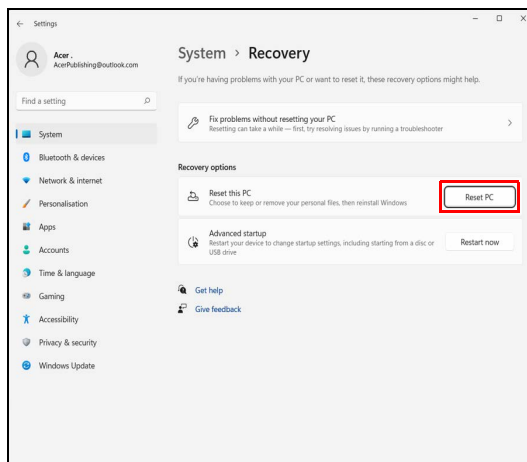 Settings
Acer .
AcerPublishing@outlook.com
Find a setting
System
Bluetooth & devices
Network & internet
Personalisation
Apps
Accounts
Time & language
Gaming
Accessibility
Privacy & security
Windows Update
System > Recovery
If you're having problems with your PC or want to reset it, these recovery options might help.
Fix problems without resetting your PC
Resetting can take a while — first, try resolving issues by running a troubleshooter
Recovery options
Reset this PC
Choose to keep or remove your personal files, then reinstall Windows
Reset PC
Advanced startup
Restart your device to change startup settings, including starting from a disc or
USB drive
Restart now
Get help
Give feedback